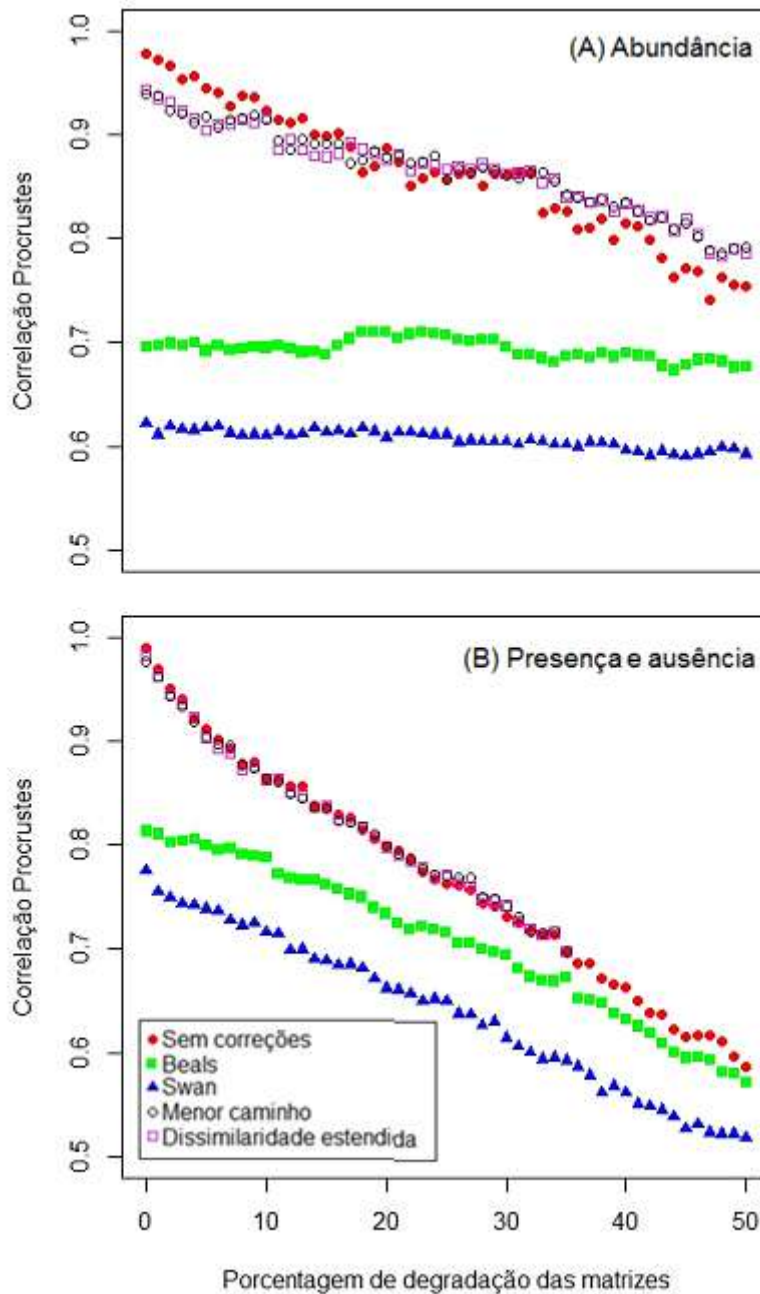 (A) Abundância
Correlação Procrustes
1.0
0.9
0.8
0.7
0.6
0.5
(B) Presença e ausência
Correlação Procrustes
1.0
0.9
0.8
0.7
0.6
0.5
Sem correções
Beals
Swan
Menor caminho
Dissimilaridade estendida
0 10 20 30 40 50
Porcentagem de degradação das matrizes